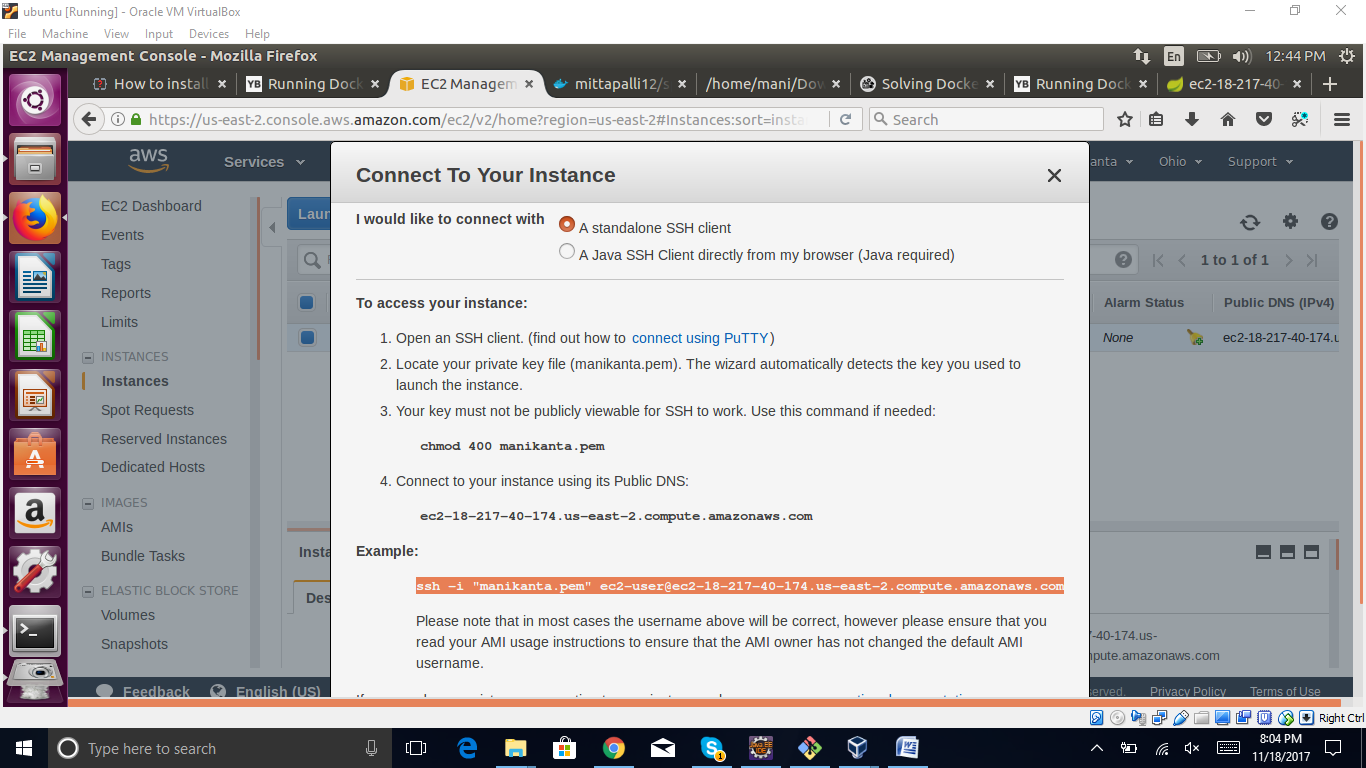 ubuntu [Running] - Oracle VM VirtualBox
File Machine View Input Devices Help
EC2 Management Console - Mozilla Firefox
En 12:44 PM
How to install × YB Running Dock × EC2 Managem × mittapalli12/s × /home/mani/Dow × Solving Docke × YB Running Dock × ec2-18-217-40- ×
https://us-east-2.console.aws.amazon.com/ec2/v2/home?region=us-east-2#Instances:sort=insta
Search
aws Services
anta Ohio Support
Connect To Your Instance
I would like to connect with
A standalone SSH client
A Java SSH Client directly from my browser (Java required)
To access your instance:
1. Open an SSH client. (find out how to connect using PuTTY)
2. Locate your private key file (manikanta.pem). The wizard automatically detects the key you used to
launch the instance.
3. Your key must not be publicly viewable for SSH to work. Use this command if needed:
chmod 400 manikanta.pem
4. Connect to your instance using its Public DNS:
ec2-18-217-40-174.us-east-2.compute.amazonaws.com
Example:
ssh -i "manikanta.pem" ec2-user@ec2-18-217-40-174.us-east-2.compute.amazonaws.com
Please note that in most cases the username above will be correct, however please ensure that you
read your AMI usage instructions to ensure that the AMI owner has not changed the default AMI
username.
EC2 Dashboard
Events
Tags
Reports
Limits
INSTANCES
Instances
Spot Requests
Reserved Instances
Dedicated Hosts
IMAGES
AMIs
Bundle Tasks
ELASTIC BLOCK STORE
Volumes
Snapshots
Laun
1 to 1 of 1
Alarm Status Public DNS (IPv4)
None ec2-18-217-40-174.u
Insta
Des
-40-174.us-
pute.amazonaws.com
Feedback English (US)
erved. Privacy Policy Terms of Use
Right Ctrl
Type here to search
8:04 PM
11/18/2017